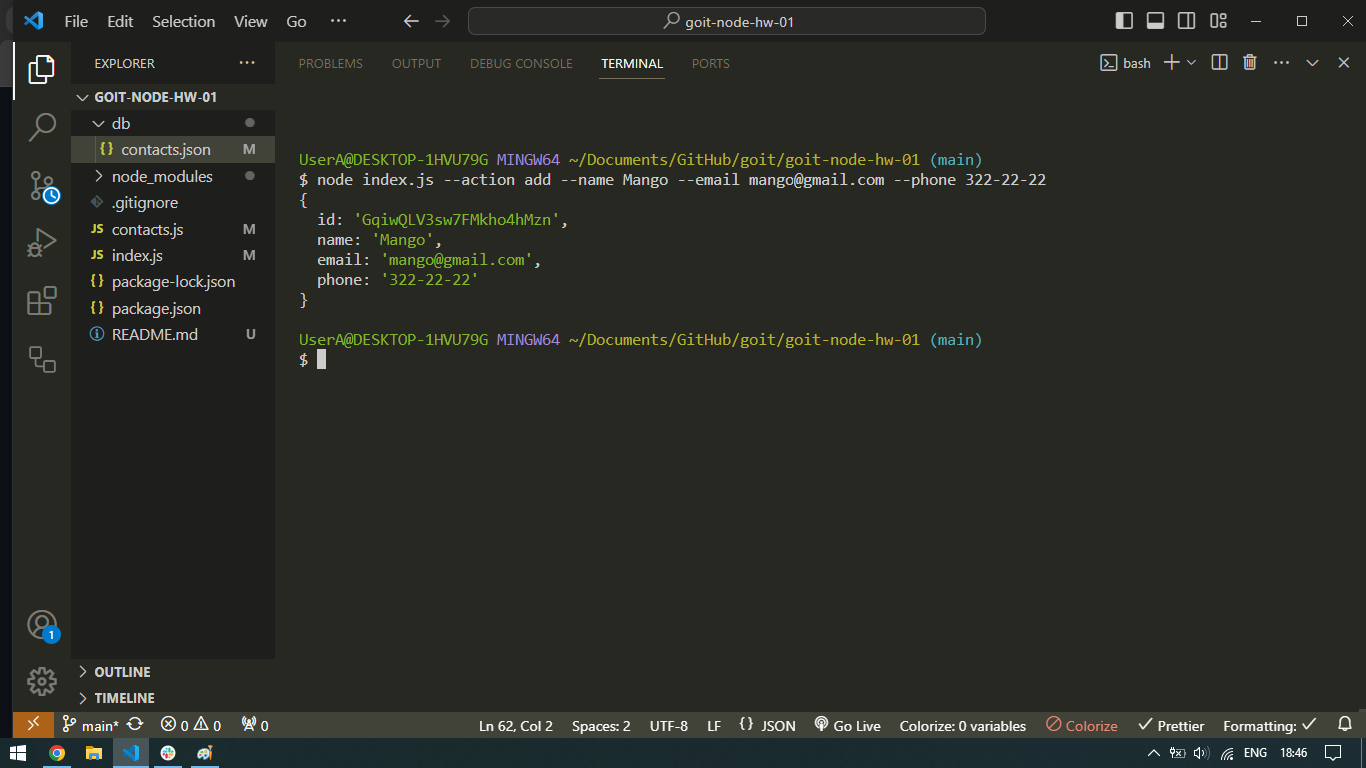 File Edit Selection View Go ··· goit-node-hw-01
EXPLORER ···
PROBLEMS OUTPUT DEBUG CONSOLE TERMINAL PORTS bash ···
GOIT-NODE-HW-01
db
{} contacts.json M
node_modules
.gitignore
JS contacts.js M
JS index.js M
{} package-lock.json
{} package.json
README.md U
UserA@DESKTOP-1HVU79G MINGW64 ~/Documents/GitHub/goit/goit-node-hw-01 (main)
$ node index.js --action add --name Mango --email mango@gmail.com --phone 322-22-22
{
id: 'GqiwQLV3sw7FMkho4hMzn',
name: 'Mango',
email: 'mango@gmail.com',
phone: '322-22-22'
}
UserA@DESKTOP-1HVU79G MINGW64 ~/Documents/GitHub/goit/goit-node-hw-01 (main)
$
1
OUTLINE
TIMELINE
main* 0 0 0 Ln 62, Col 2 Spaces: 2 UTF-8 LF {} JSON Go Live Colorize: 0 variables Colorize Prettier Formatting:
ENG 18:46